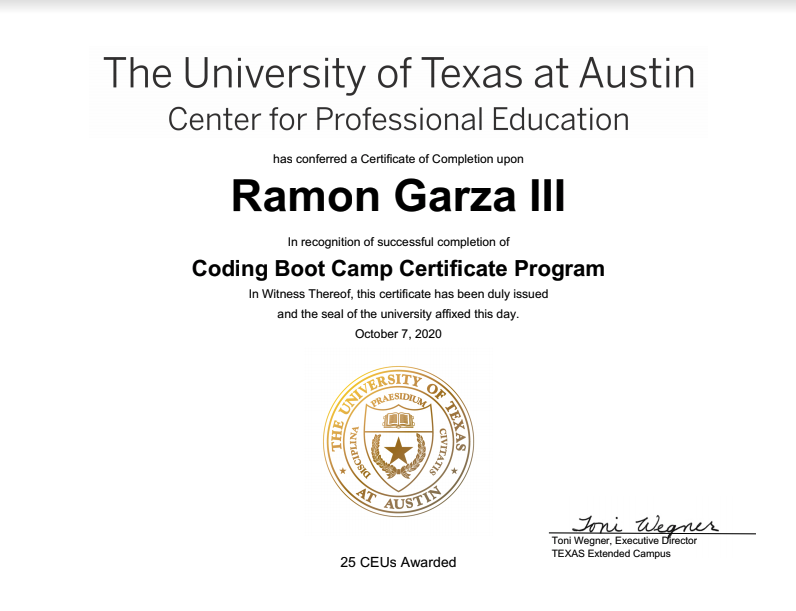 The University of Texas at Austin
Center for Professional Education
has conferred a Certificate of Completion upon
Ramon Garza III
In recognition of successful completion of
Coding Boot Camp Certificate Program
In Witness Thereof, this certificate has been duly issued
and the seal of the university affixed this day.
October 7, 2020
THE UNIVERSITY OF TEXAS
PRAESIDIUM
DISCIPLINA
CIVITATIS
AT AUSTIN
Toni Wegner
Toni Wegner, Executive Director
TEXAS Extended Campus
25 CEUs Awarded